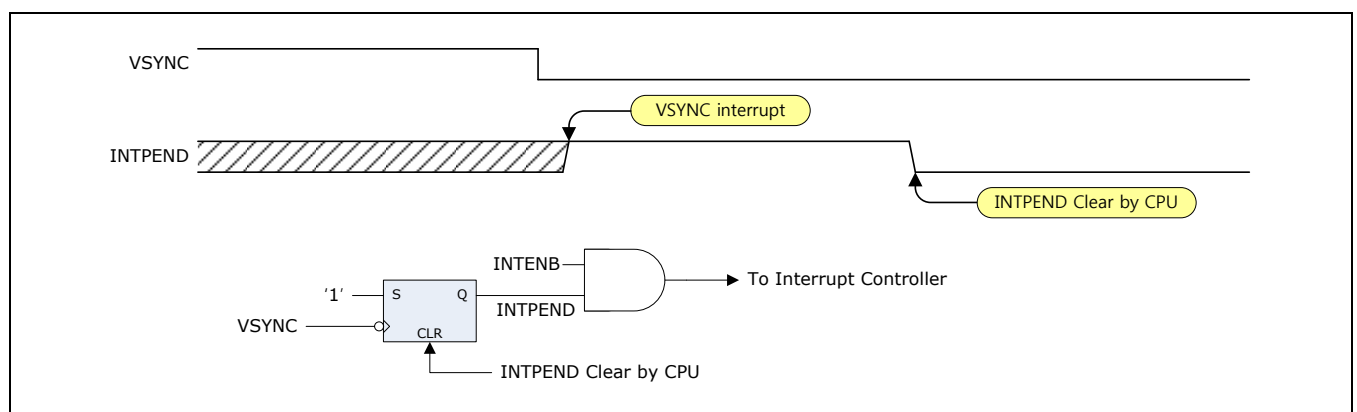 VSYNC
VSYNC interrupt
INTPEND
INTPEND Clear by CPU
INTENB
To Interrupt Controller
'1'
S
Q
INTPEND
VSYNC
CLR
INTPEND Clear by CPU